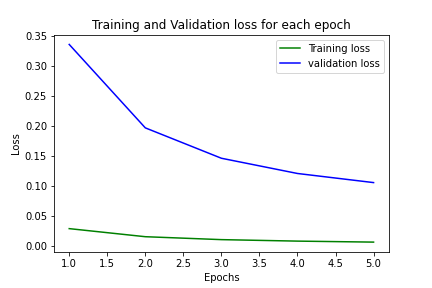 Training and Validation loss for each epoch
Training loss
validation loss
Loss
0.35
0.30
0.25
0.20
0.15
0.10
0.05
0.00
1.0 1.5 2.0 2.5 3.0 3.5 4.0 4.5 5.0
Epochs